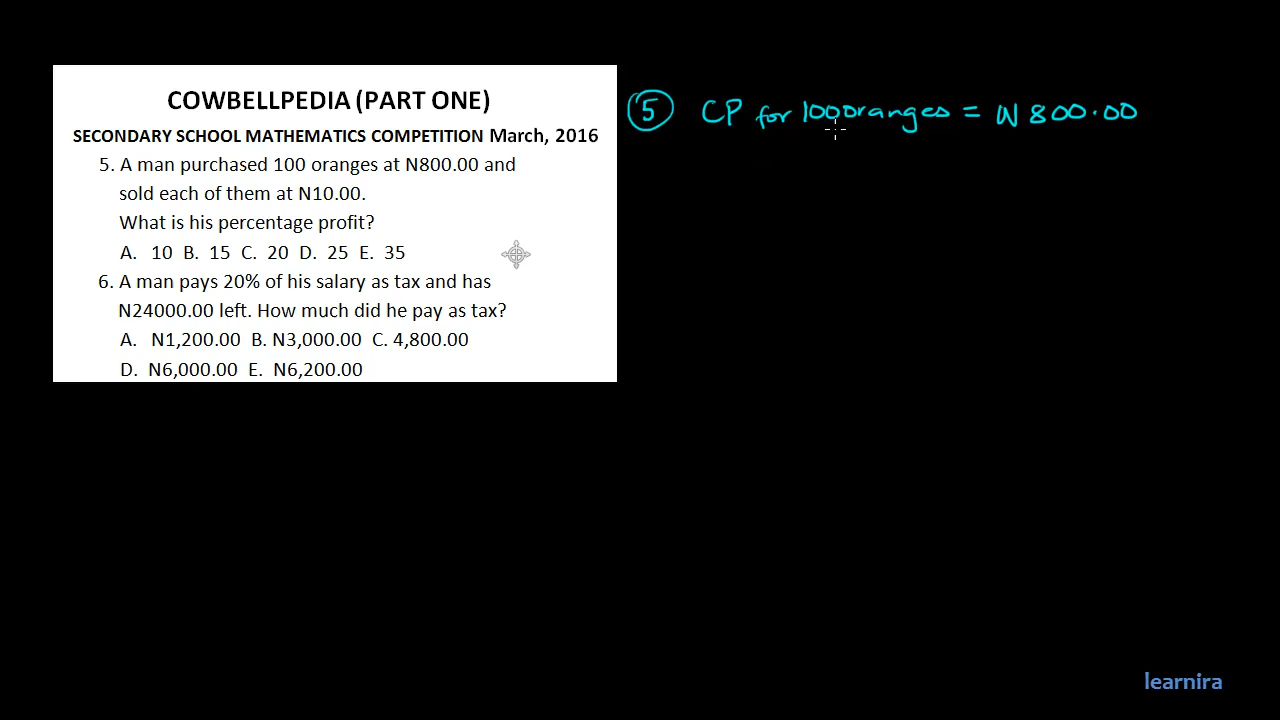 COWBELLPEDIA (PART ONE)
SECONDARY SCHOOL MATHEMATICS COMPETITION March, 2016
5. A man purchased 100 oranges at N800.00 and
sold each of them at N10.00.
What is his percentage profit?
A. 10 B. 15 C. 20 D. 25 E. 35
6. A man pays 20% of his salary as tax and has
N24000.00 left. How much did he pay as tax?
A. N1,200.00 B. N3,000.00 C. 4,800.00
D. N6,000.00 E. N6,200.00
5 CP for 100 oranges = ₦800.00
learnira